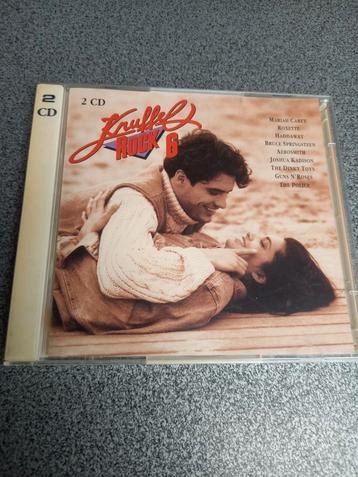 2
CD
2 CD
Knuffel
ROCK 6
MARIAH CAREY
ROXETTE
HADDAWAY
BRUCE SPRINGSTEEN
AEROSMITH
JOSHUA KADISON
THE DINKY TOYS
GUNS N'ROSES
THE POLICE